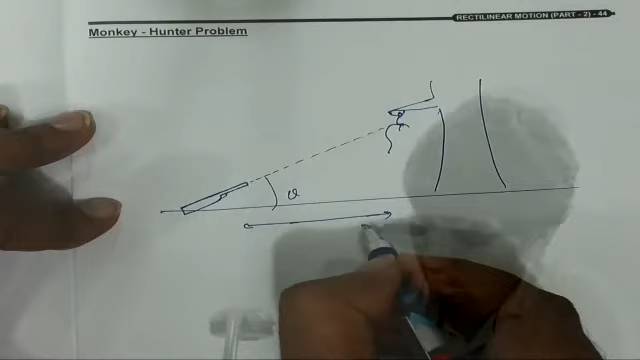 RECTILINEAR MOTION (PART - 2) - 44
Monkey - Hunter Problem
θ